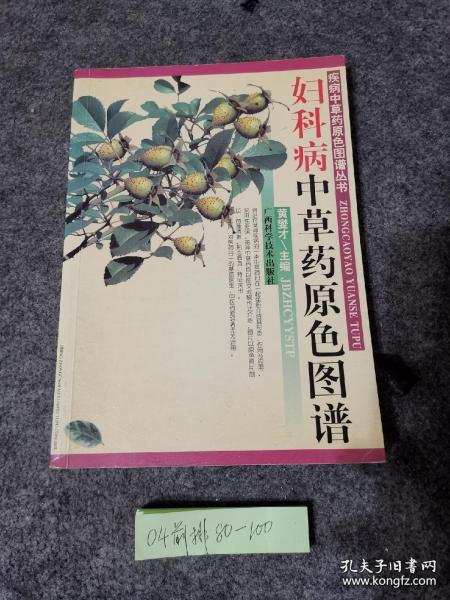 疾病中草药原色图谱丛书
ZHONGCAOYAO YUANSE TUPU
妇科病
中草药原色图谱
黄燮才＼主编
JBZHCYYSTP
广西科学技术出版社
04前排80-100
孔夫子旧书网
www.kongfz.com